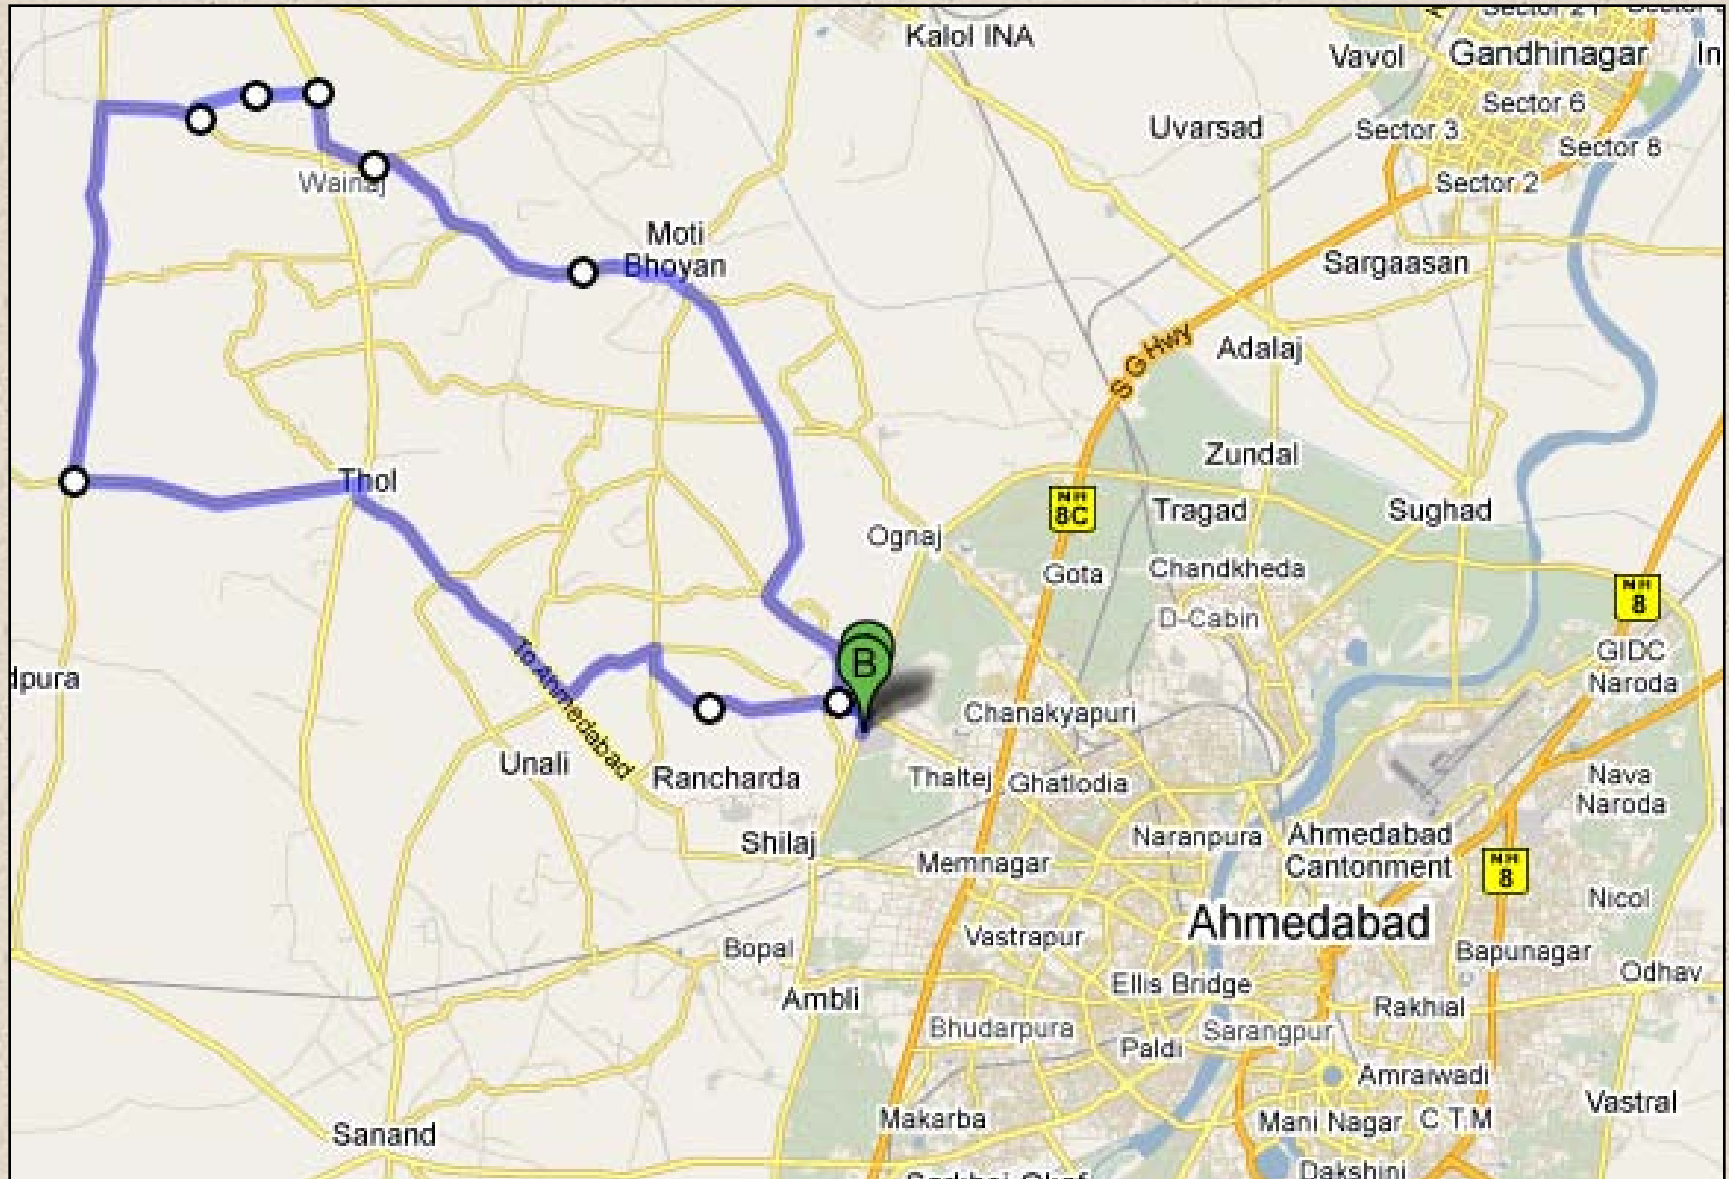 Kalol INA
Vavol
Gandhinagar
In
Sector 6
Uvarsad
Sector 3
Sector 8
Sector 2
Wainaj
Moti
Bhoyan
Sargaasan
S G Hwy
Adalaj
Zundal
Thol
NH
8C
Tragad
Sughad
Ognaj
Gota
Chandkheda
NH
8
D-Cabin
To Ahmedabad
GIDC
Naroda
dpura
B
Chanakyapuri
Unali
Rancharda
Thaltej
Ghatlodia
Nava
Naroda
Shilaj
Naranpura
Ahmedabad
Cantonment
Memnagar
NH
8
Nicol
Ahmedabad
Vastrapur
Bopal
Bapunagar
Odhav
Ellis Bridge
Ambli
Rakhial
Bhudarpura
Sarangpur
Paldi
Amraiwadi
Vastral
Makarba
Mani Nagar
C T M
Sanand
Dakshini